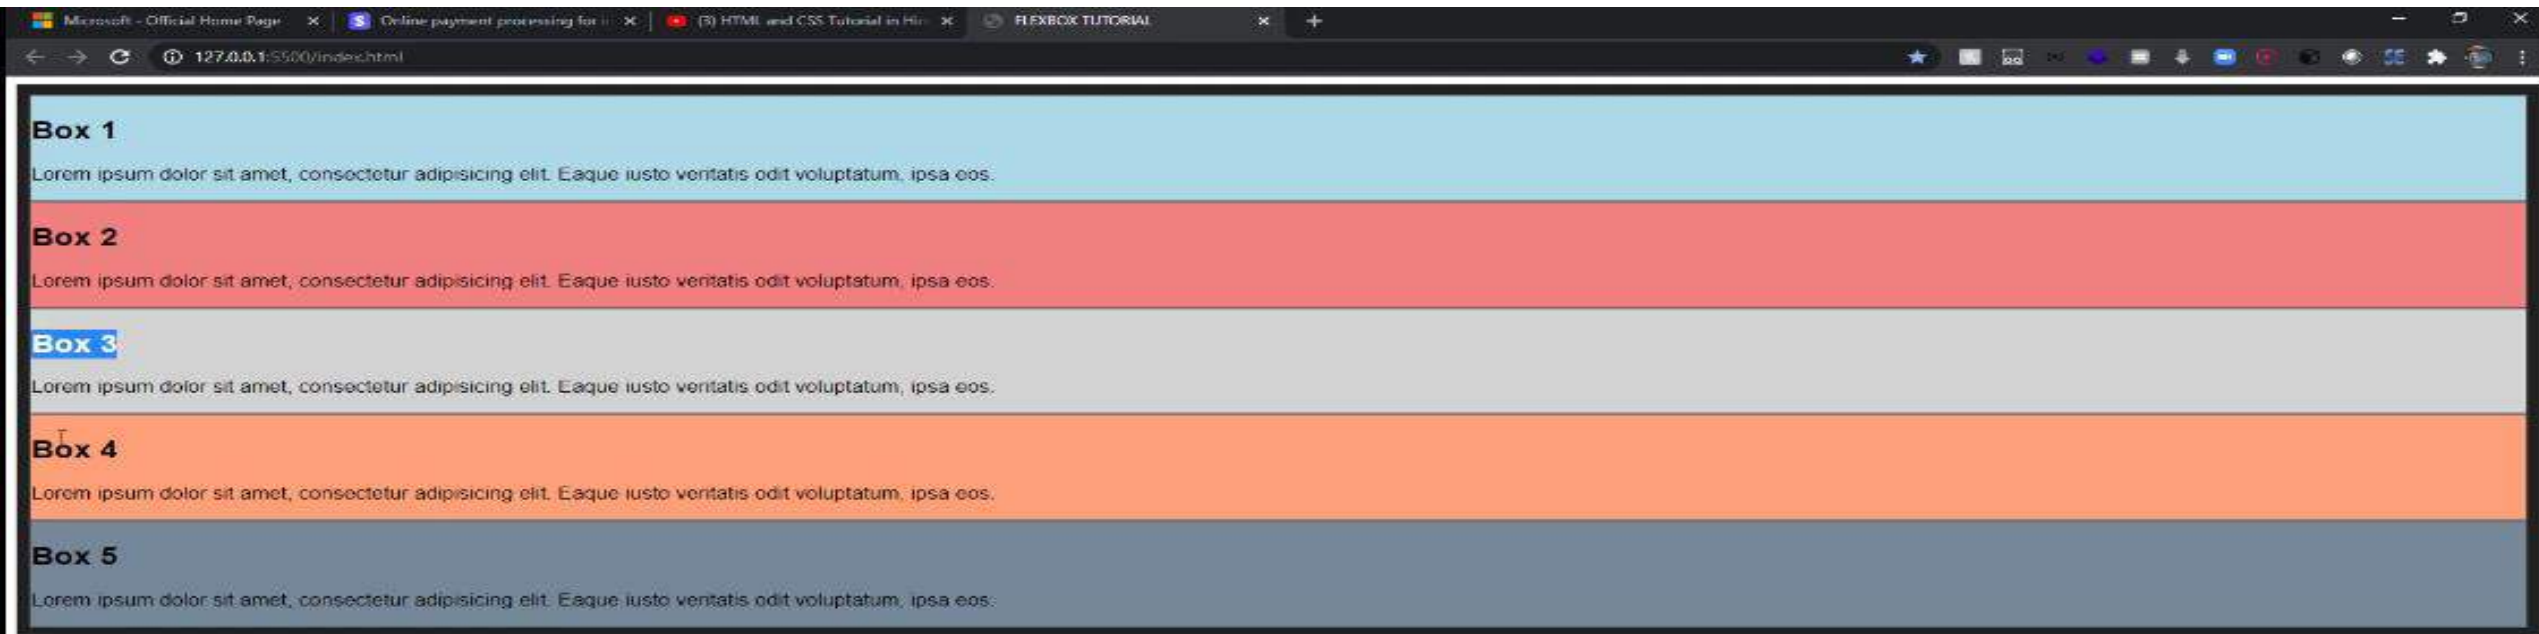 Microsoft - Official Home Page
Online payment processing for i
(3) HTML and CSS Tutorial in Hin
FLEXBOX TUTORIAL
127.0.0.1:5500/index.html
Box 1
Lorem ipsum dolor sit amet, consectetur adipisicing elit. Eaque iusto veritatis odit voluptatum, ipsa eos.
Box 2
Lorem ipsum dolor sit amet, consectetur adipisicing elit. Eaque iusto veritatis odit voluptatum, ipsa eos.
Box 3
Lorem ipsum dolor sit amet, consectetur adipisicing elit. Eaque iusto veritatis odit voluptatum, ipsa eos.
Box 4
Lorem ipsum dolor sit amet, consectetur adipisicing elit. Eaque iusto veritatis odit voluptatum, ipsa eos.
Box 5
Lorem ipsum dolor sit amet, consectetur adipisicing elit. Eaque iusto veritatis odit voluptatum, ipsa eos.